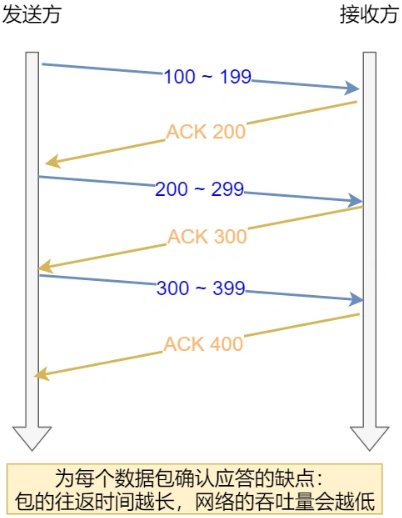 发送方
接收方
100 ~ 199
ACK 200
200 ~ 299
ACK 300
300 ~ 399
ACK 400
为每个数据包确认应答的缺点：
包的往返时间越长，网络的吞吐量会越低